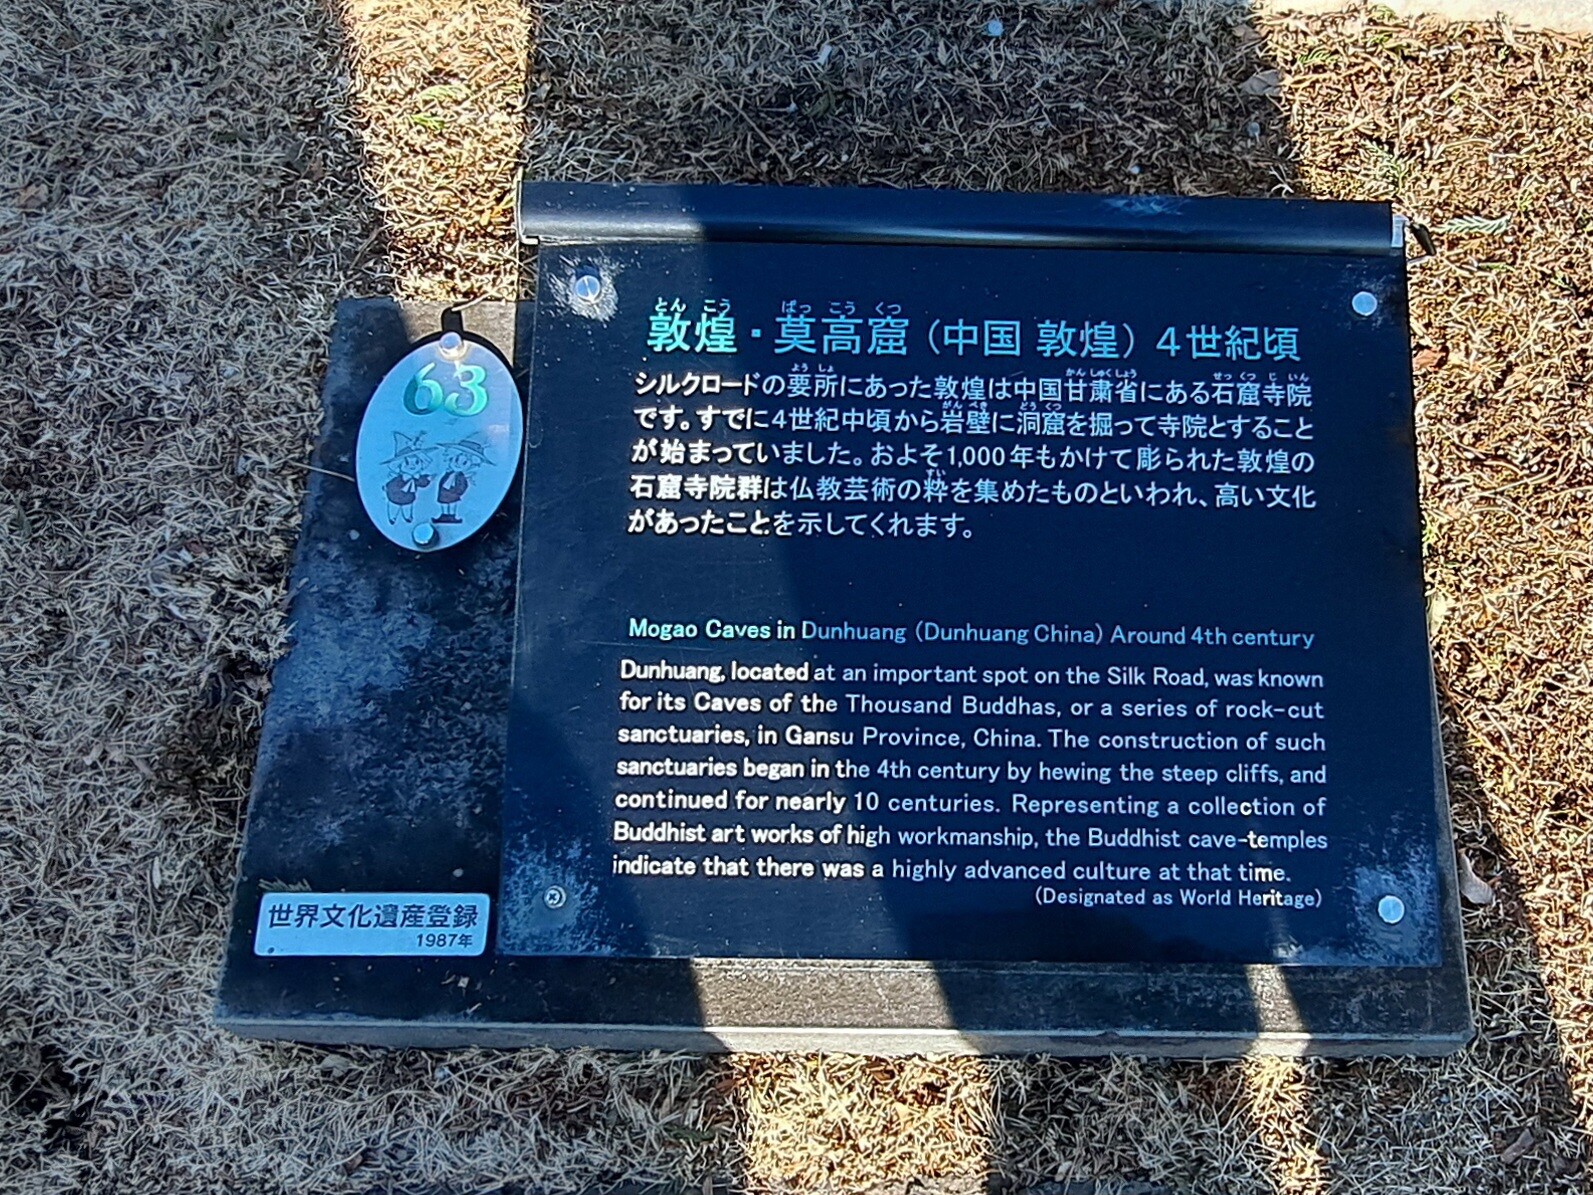 63
敦煌・莫高窟(中国 敦煌)4世紀頃
シルクロードの要所にあった敦煌は中国甘粛省にある石窟寺院
です。すでに4世紀中頃から岩壁に洞窟を掘って寺院とすること
が始まっていました。およそ1,000年もかけて彫られた敦煌の
石窟寺院群は仏教芸術の粋を集めたものといわれ、高い文化
があったことを示してくれます。
Mogao Caves in Dunhuang (Dunhuang China) Around 4th century
Dunhuang, located at an important spot on the Silk Road, was known
for its Caves of the Thousand Buddhas, or a series of rock-cut
sanctuaries, in Gansu Province, China. The construction of such
sanctuaries began in the 4th century by hewing the steep cliffs, and
continued for nearly 10 centuries. Representing a collection of
Buddhist art works of high workmanship, the Buddhist cave-temples
indicate that there was a highly advanced culture at that time.
(Designated as World Heritage)
世界文化遺産登録
1987年